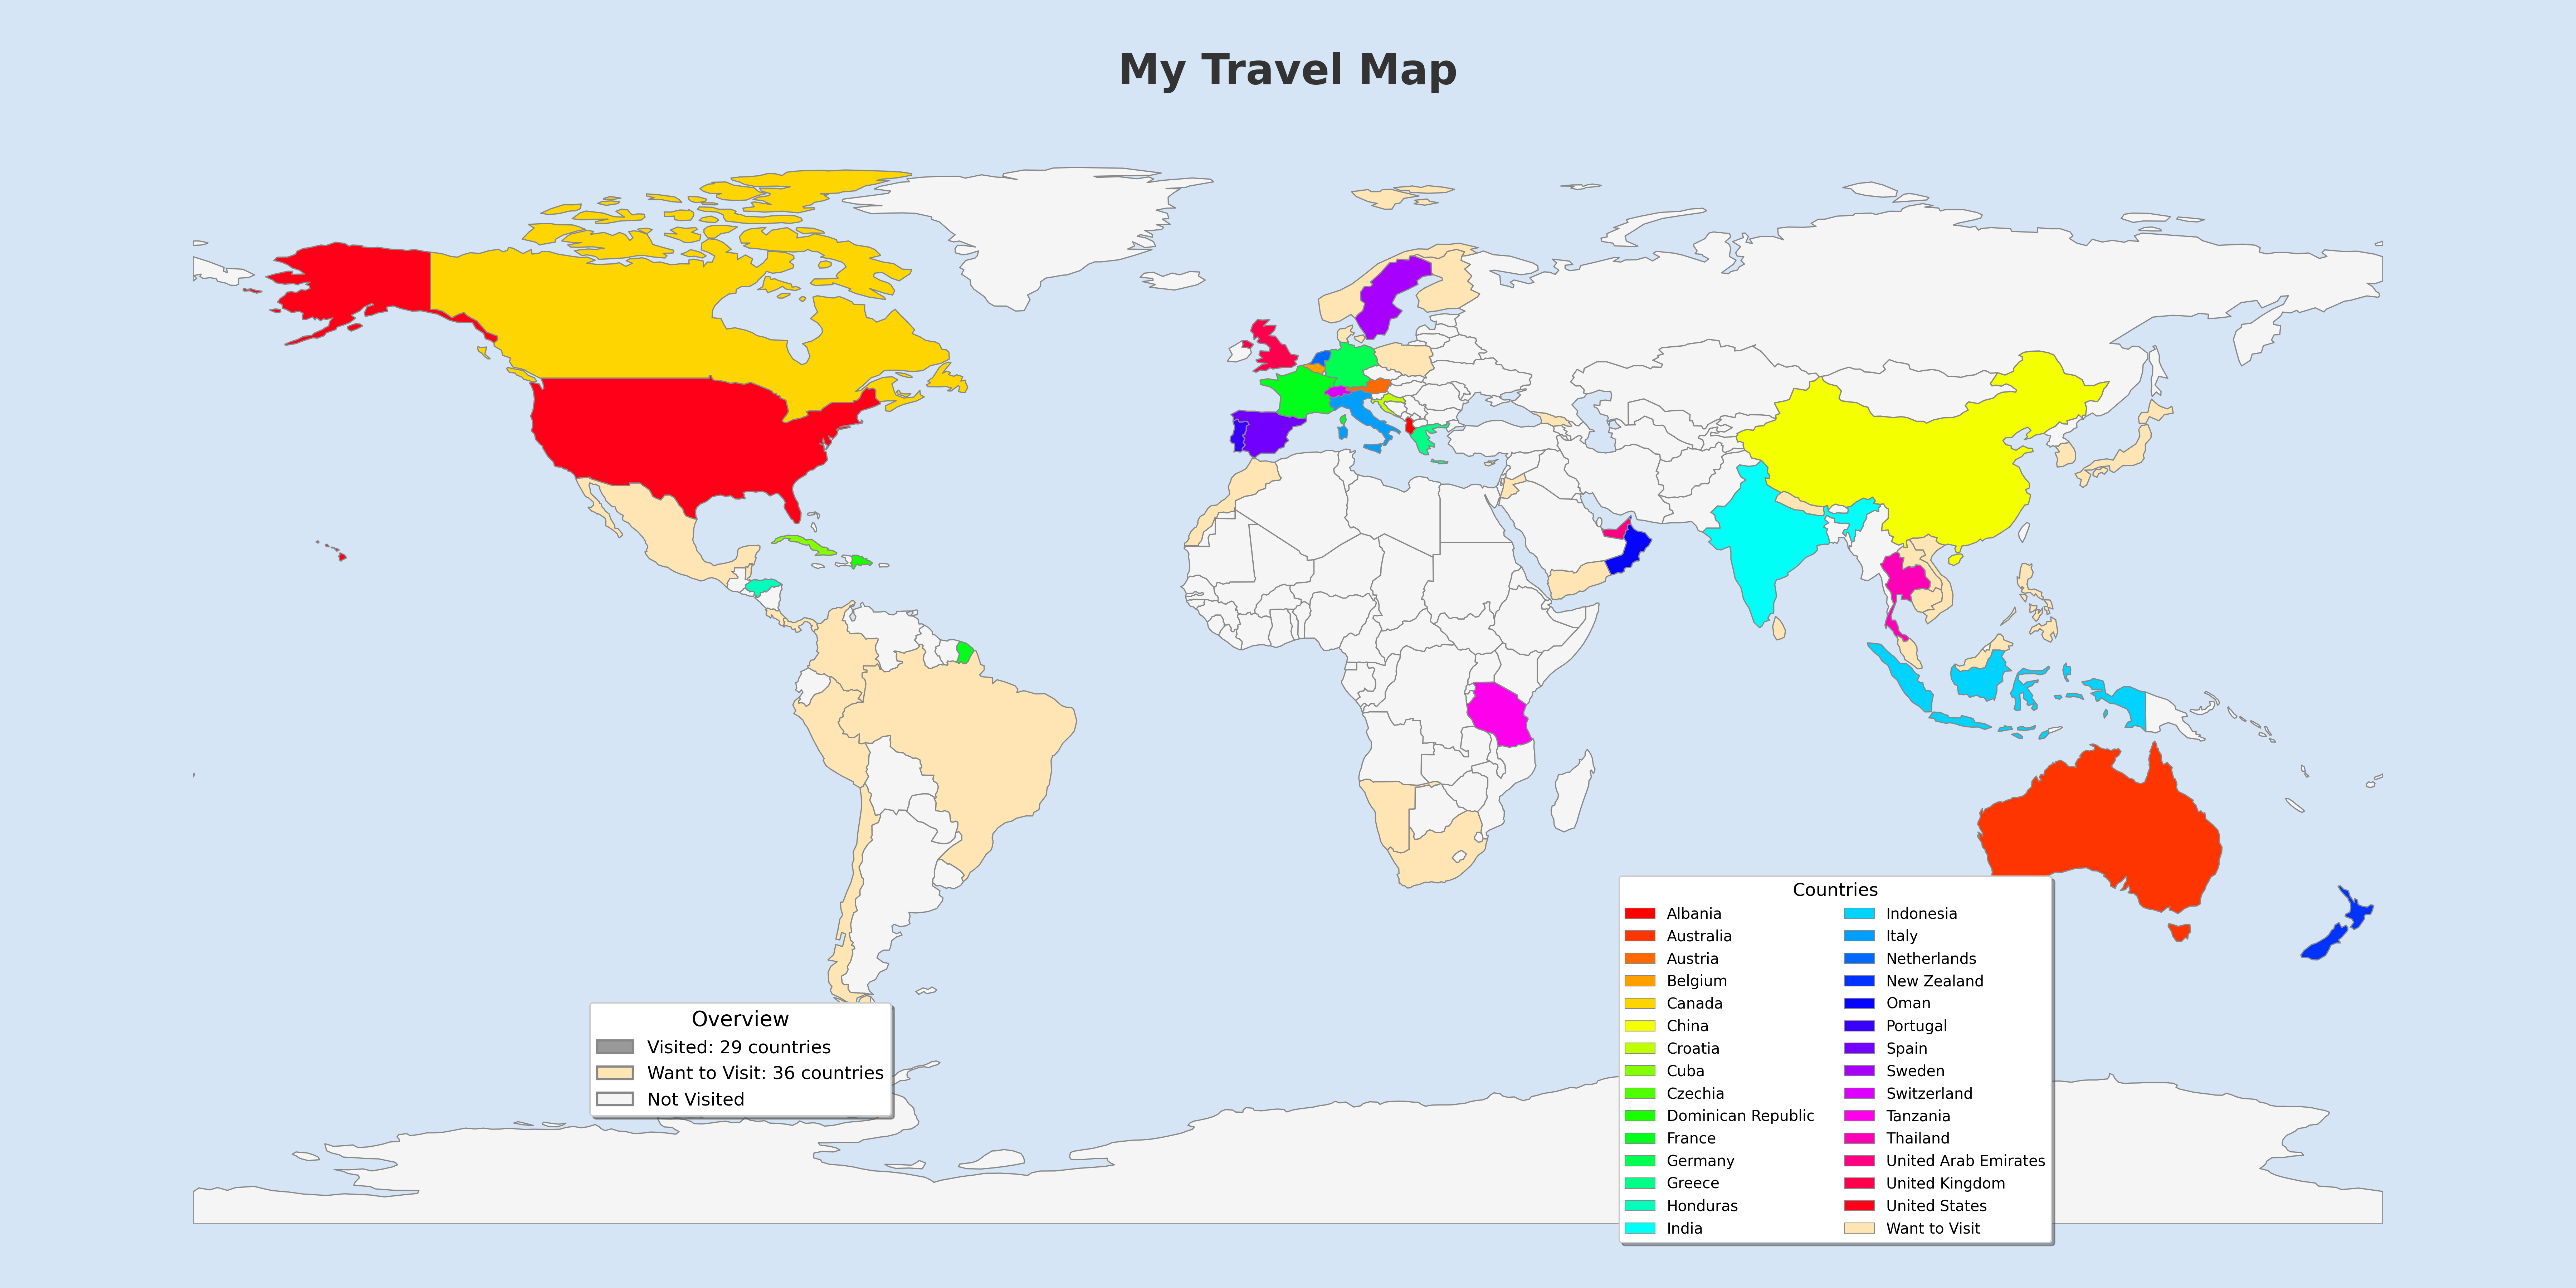 My Travel Map
Overview
Visited: 29 countries
Want to Visit: 36 countries
Not Visited
Countries
Albania
Australia
Austria
Belgium
Canada
China
Croatia
Cuba
Czechia
Dominican Republic
France
Germany
Greece
Honduras
India
Indonesia
Italy
Netherlands
New Zealand
Oman
Portugal
Spain
Sweden
Switzerland
Tanzania
Thailand
United Arab Emirates
United Kingdom
United States
Want to Visit